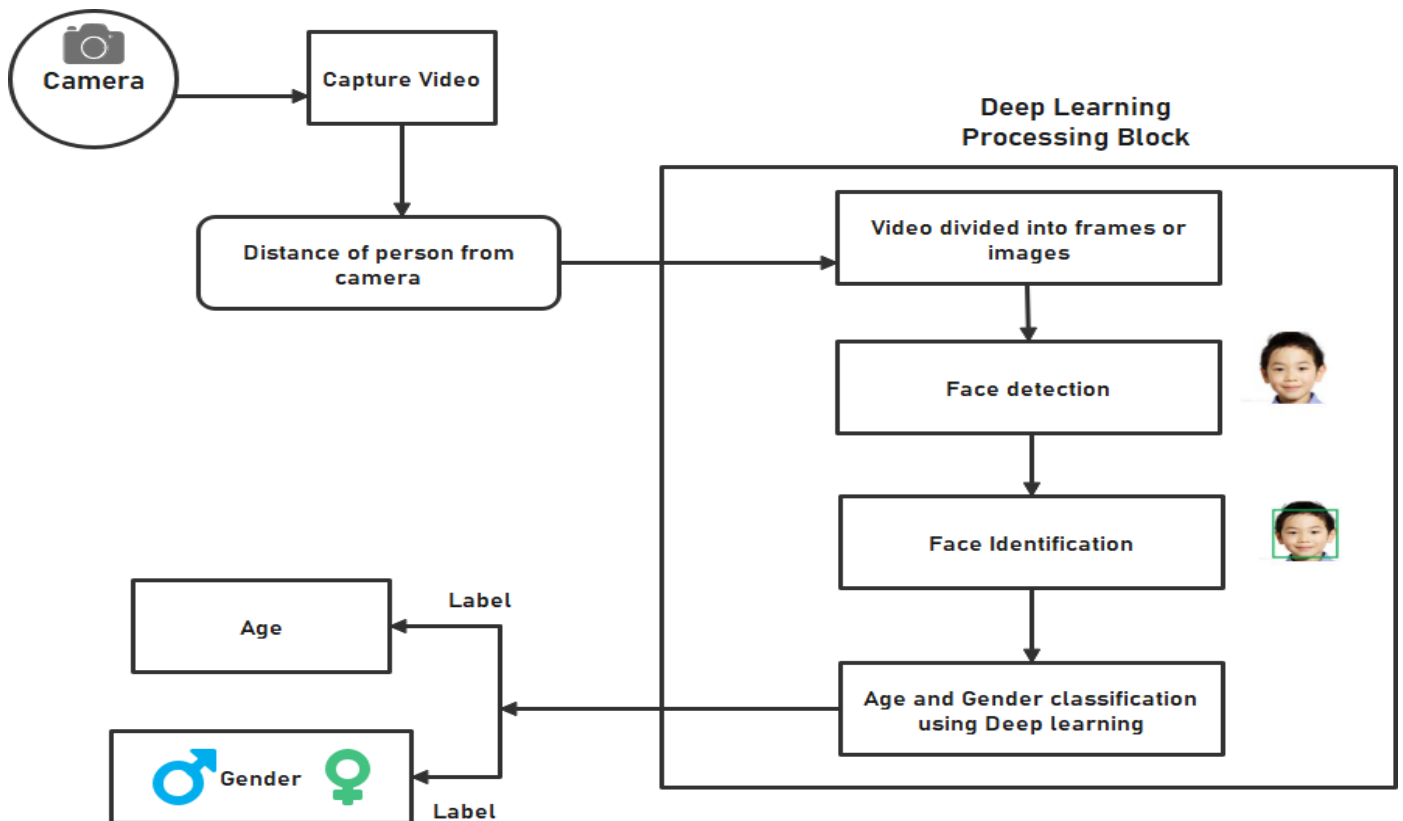 Camera
Capture Video
Deep Learning
Processing Block
Distance of person from
camera
Video divided into frames or
images
Face detection
Face Identification
Age and Gender classification
using Deep learning
Label
Age
Gender
Label